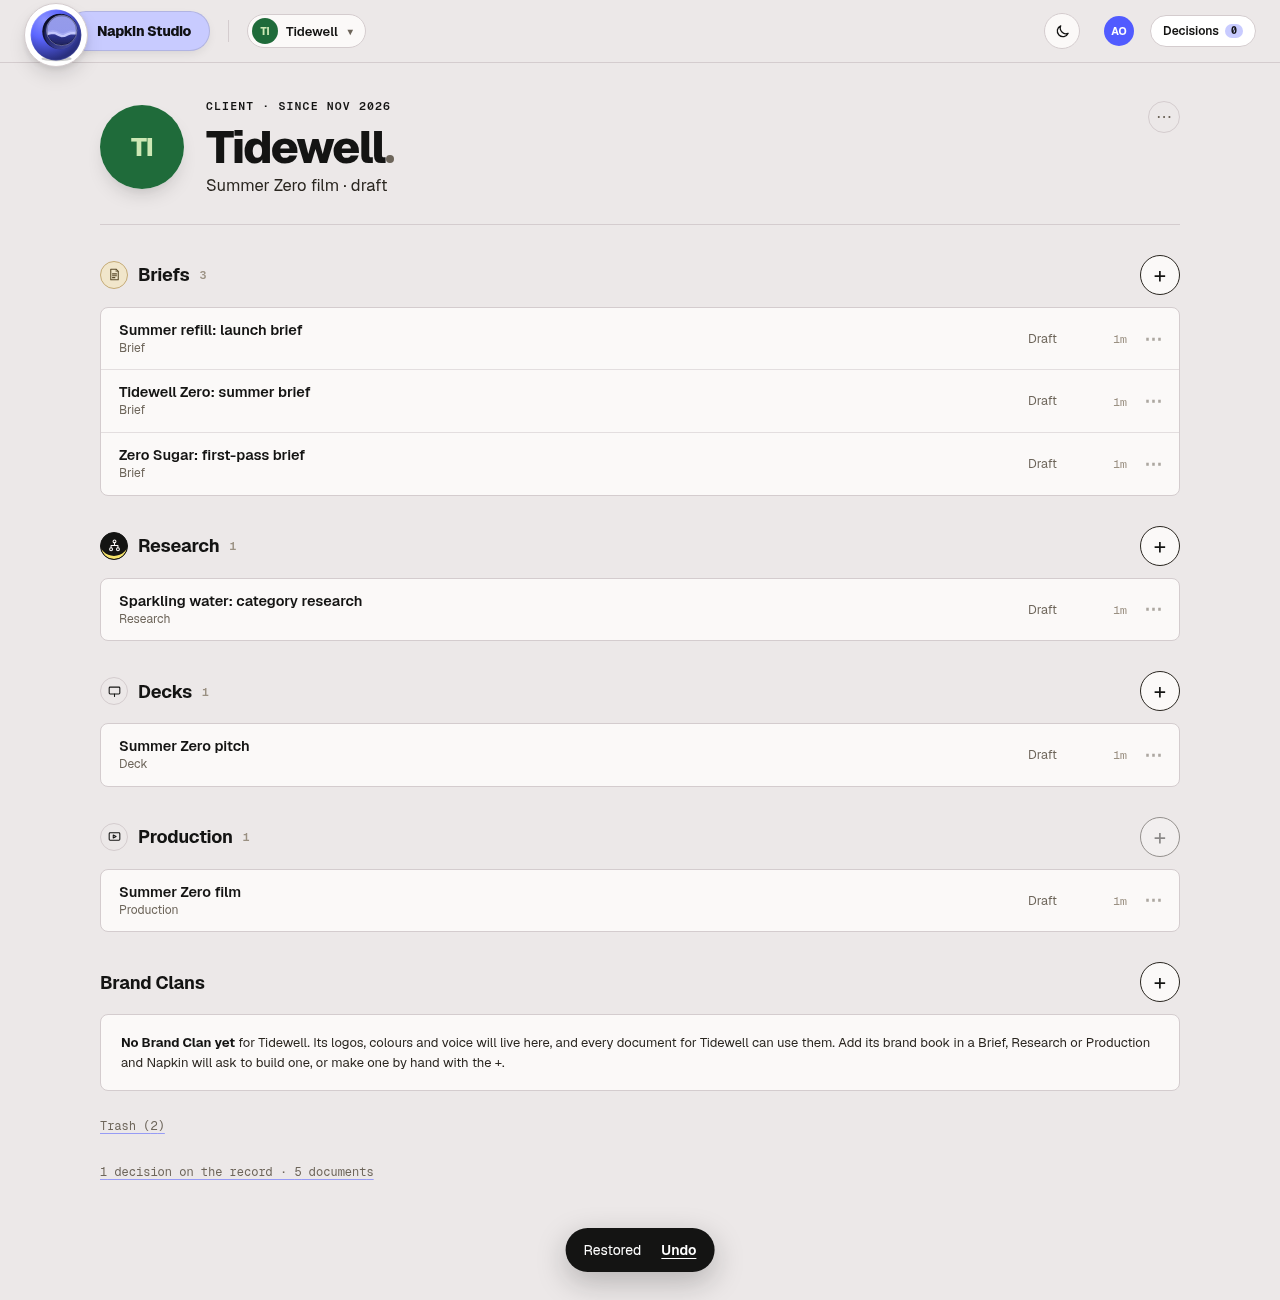 Napkin Studio
TI Tidewell ▾
AO
Decisions 0
TI
CLIENT · SINCE NOV 2026
Tidewell.
Summer Zero film · draft
Briefs 3
+
Summer refill: launch brief
Brief
Draft 1m
Tidewell Zero: summer brief
Brief
Draft 1m
Zero Sugar: first-pass brief
Brief
Draft 1m
Research 1
+
Sparkling water: category research
Research
Draft 1m
Decks 1
+
Summer Zero pitch
Deck
Draft 1m
Production 1
+
Summer Zero film
Production
Draft 1m
Brand Clans
+
No Brand Clan yet for Tidewell. Its logos, colours and voice will live here, and every document for Tidewell can use them. Add its brand book in a Brief, Research or Production
and Napkin will ask to build one, or make one by hand with the +.
Trash (2)
1 decision on the record · 5 documents
Restored Undo